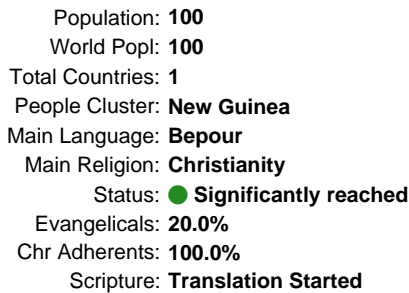 Population: 100
World Popl: 100
Total Countries: 1
People Cluster: New Guinea
Main Language: Bepour
Main Religion: Christianity
Status: Significantly reached
Evangelicals: 20.0%
Chr Adherents: 100.0%
Scripture: Translation Started